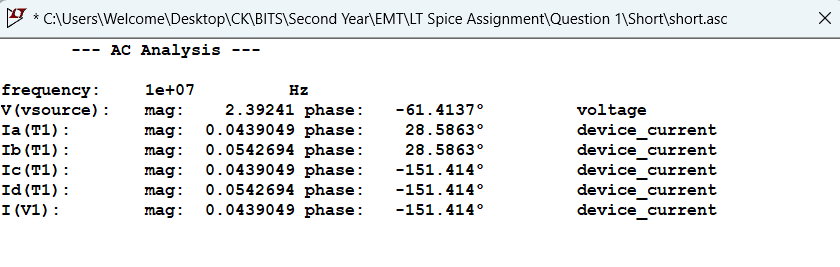 * C:\Users\Welcome\Desktop\CK\BITS\Second Year\EMT\LT Spice Assignment\Question 1\Short\short.asc
--- AC Analysis ---
frequency: 1e+07 Hz
V(vsource): mag: 2.39241 phase: -61.4137° voltage
Ia(T1): mag: 0.0439049 phase: 28.5863° device_current
Ib(T1): mag: 0.0542694 phase: 28.5863° device_current
Ic(T1): mag: 0.0439049 phase: -151.414° device_current
Id(T1): mag: 0.0542694 phase: -151.414° device_current
I(V1): mag: 0.0439049 phase: -151.414° device_current